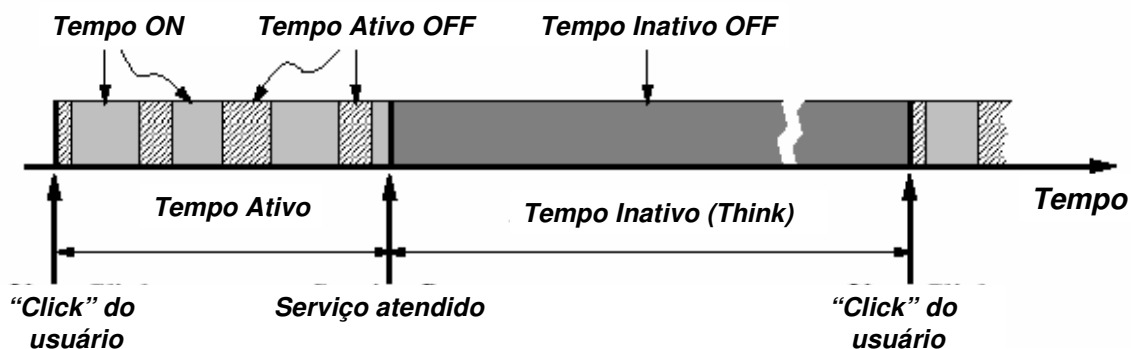 Tempo ON Tempo Ativo OFF Tempo Inativo OFF
Tempo
Tempo Ativo Tempo Inativo (Think)
“Click” do usuário
Serviço atendido
“Click” do usuário